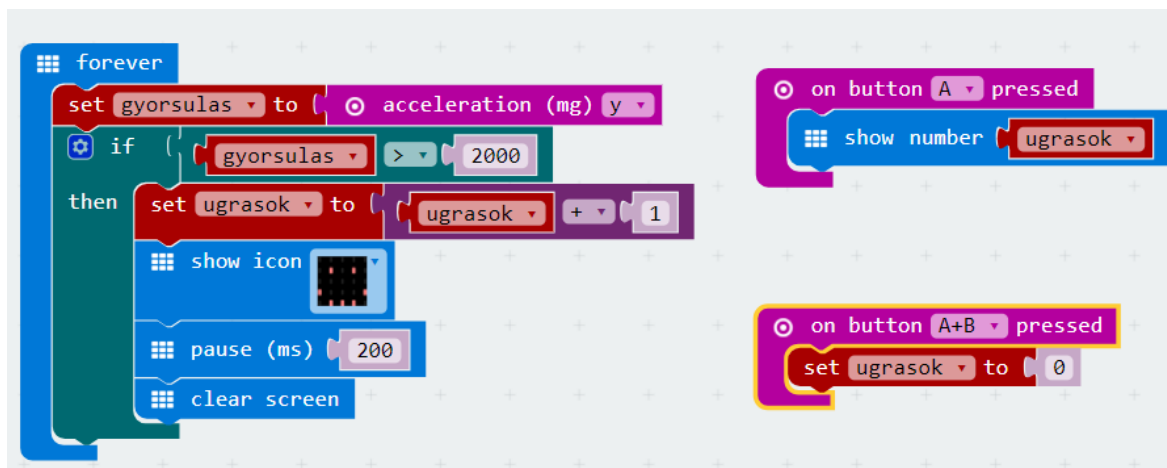 forever
set gyorsulas to acceleration (mg) y
if gyorsulas > 2000
then set ugrasok to ugrasok + 1
show icon
pause (ms) 200
clear screen
on button A pressed
show number ugrasok
on button A+B pressed
set ugrasok to 0